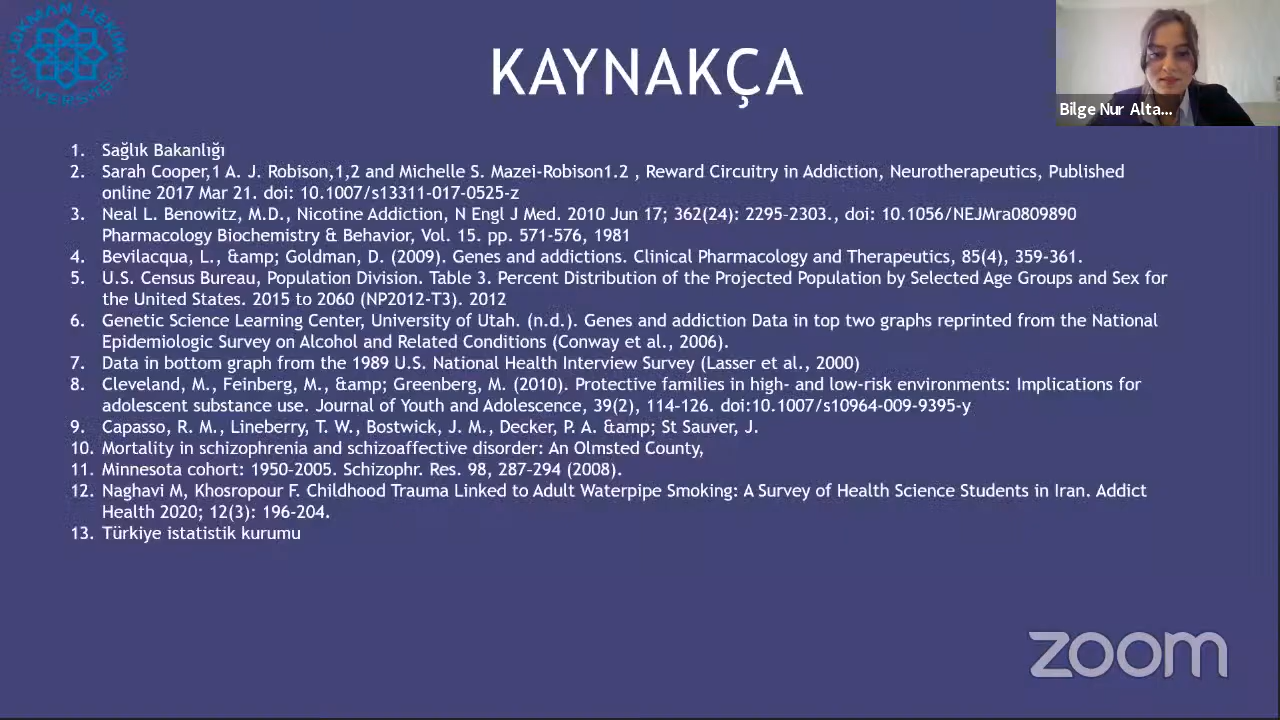 LOKMAN HEKİM ÜNİVERSİTESİ
KAYNAKÇA
Bilge Nur Alta...
1. Sağlık Bakanlığı
2. Sarah Cooper,1 A. J. Robison,1,2 and Michelle S. Mazei-Robison1.2 , Reward Circuitry in Addiction, Neurotherapeutics, Published
online 2017 Mar 21. doi: 10.1007/s13311-017-0525-z
3. Neal L. Benowitz, M.D., Nicotine Addiction, N Engl J Med. 2010 Jun 17; 362(24): 2295-2303., doi: 10.1056/NEJMra0809890
Pharmacology Biochemistry & Behavior, Vol. 15. pp. 571-576, 1981
4. Bevilacqua, L., &amp; Goldman, D. (2009). Genes and addictions. Clinical Pharmacology and Therapeutics, 85(4), 359-361.
5. U.S. Census Bureau, Population Division. Table 3. Percent Distribution of the Projected Population by Selected Age Groups and Sex for
the United States. 2015 to 2060 (NP2012-T3). 2012
6. Genetic Science Learning Center, University of Utah. (n.d.). Genes and addiction Data in top two graphs reprinted from the National
Epidemiologic Survey on Alcohol and Related Conditions (Conway et al., 2006).
7. Data in bottom graph from the 1989 U.S. National Health Interview Survey (Lasser et al., 2000)
8. Cleveland, M., Feinberg, M., &amp; Greenberg, M. (2010). Protective families in high- and low-risk environments: Implications for
adolescent substance use. Journal of Youth and Adolescence, 39(2), 114–126. doi:10.1007/s10964-009-9395-y
9. Capasso, R. M., Lineberry, T. W., Bostwick, J. M., Decker, P. A. &amp; St Sauver, J.
10. Mortality in schizophrenia and schizoaffective disorder: An Olmsted County,
11. Minnesota cohort: 1950–2005. Schizophr. Res. 98, 287–294 (2008).
12. Naghavi M, Khosropour F. Childhood Trauma Linked to Adult Waterpipe Smoking: A Survey of Health Science Students in Iran. Addict
Health 2020; 12(3): 196-204.
13. Türkiye istatistik kurumu
zoom